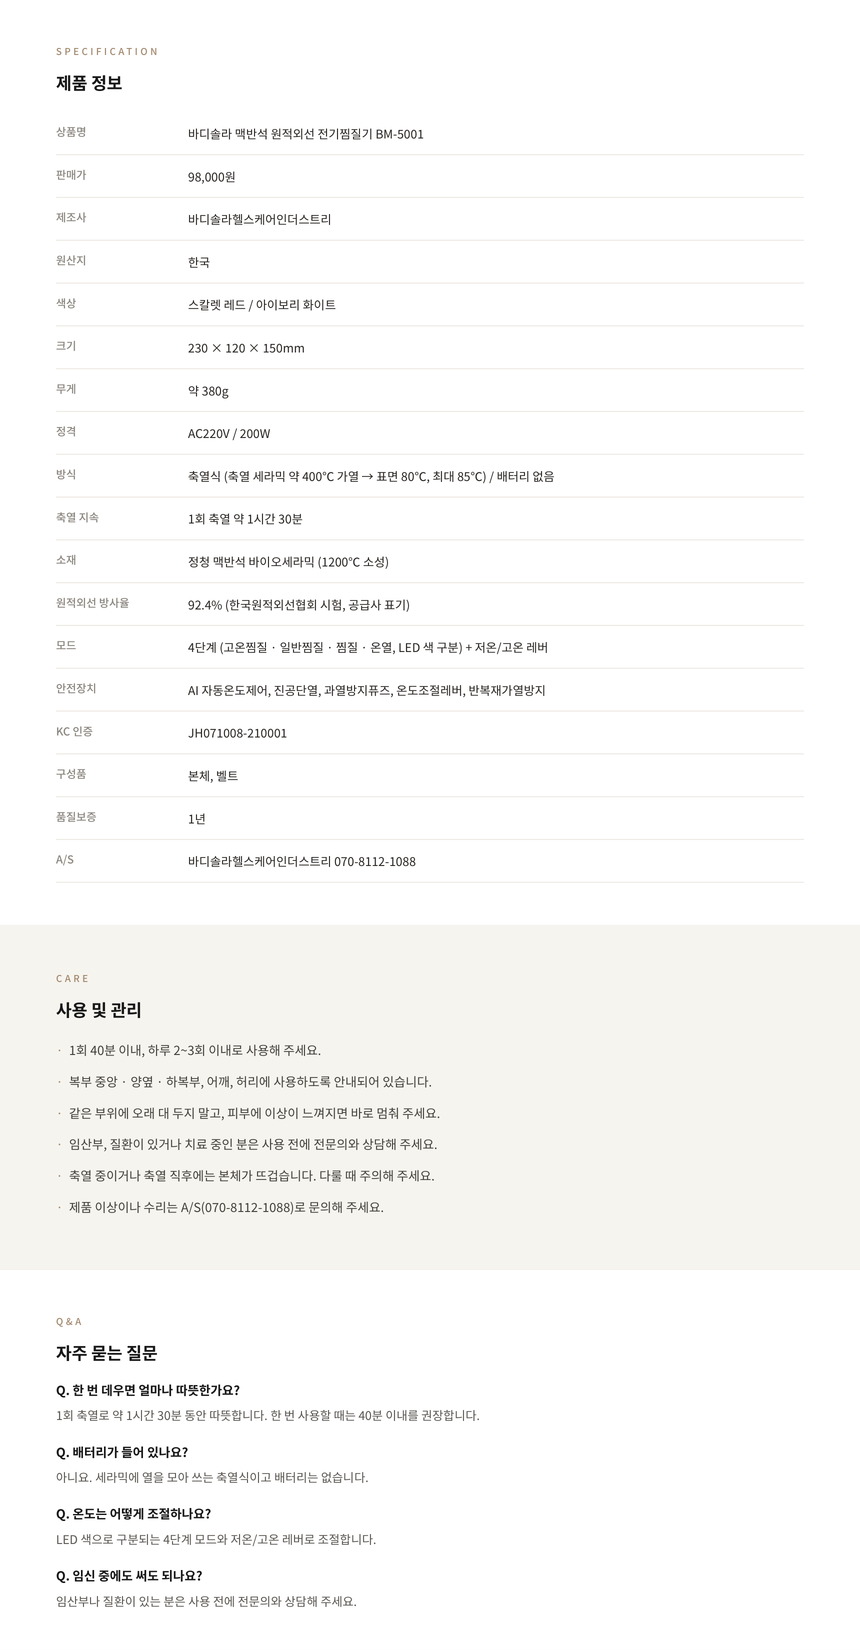 SPECIFICATION
제품 정보
상품명 바디솔라 맥반석 원적외선 전기찜질기 BM-5001
판매가 98,000원
제조사 바디솔라헬스케어인더스트리
원산지 한국
색상 스칼렛 레드 / 아이보리 화이트
크기 230 × 120 × 150mm
무게 약 380g
정격 AC220V / 200W
방식 축열식 (축열 세라믹 약 400℃ 가열 → 표면 80℃, 최대 85℃) / 배터리 없음
축열 지속 1회 축열 약 1시간 30분
소재 정청 맥반석 바이오세라믹 (1200℃ 소성)
원적외선 방사율 92.4% (한국원적외선협회 시험, 공급사 표기)
모드 4단계 (고온찜질 · 일반찜질 · 찜질 · 온열, LED 색 구분) + 저온/고온 레버
안전장치 AI 자동온도제어, 진공단열, 과열방지퓨즈, 온도조절레버, 반복재가열방지
KC 인증 JH071008-210001
구성품 본체, 벨트
품질보증 1년
A/S 바디솔라헬스케어인더스트리 070-8112-1088
CARE
사용 및 관리
· 1회 40분 이내, 하루 2~3회 이내로 사용해 주세요.
· 복부 중앙 · 양옆 · 하복부, 어깨, 허리에 사용하도록 안내되어 있습니다.
· 같은 부위에 오래 대 두지 말고, 피부에 이상이 느껴지면 바로 멈춰 주세요.
· 임산부, 질환이 있거나 치료 중인 분은 사용 전에 전문의와 상담해 주세요.
· 축열 중이거나 축열 직후에는 본체가 뜨겁습니다. 다룰 때 주의해 주세요.
· 제품 이상이나 수리는 A/S(070-8112-1088)로 문의해 주세요.
Q&A
자주 묻는 질문
Q. 한 번 데우면 얼마나 따뜻한가요?
1회 축열로 약 1시간 30분 동안 따뜻합니다. 한 번 사용할 때는 40분 이내를 권장합니다.
Q. 배터리가 들어 있나요?
아니요. 세라믹에 열을 모아 쓰는 축열식이고 배터리는 없습니다.
Q. 온도는 어떻게 조절하나요?
LED 색으로 구분되는 4단계 모드와 저온/고온 레버로 조절합니다.
Q. 임신 중에도 써도 되나요?
임산부나 질환이 있는 분은 사용 전에 전문의와 상담해 주세요.